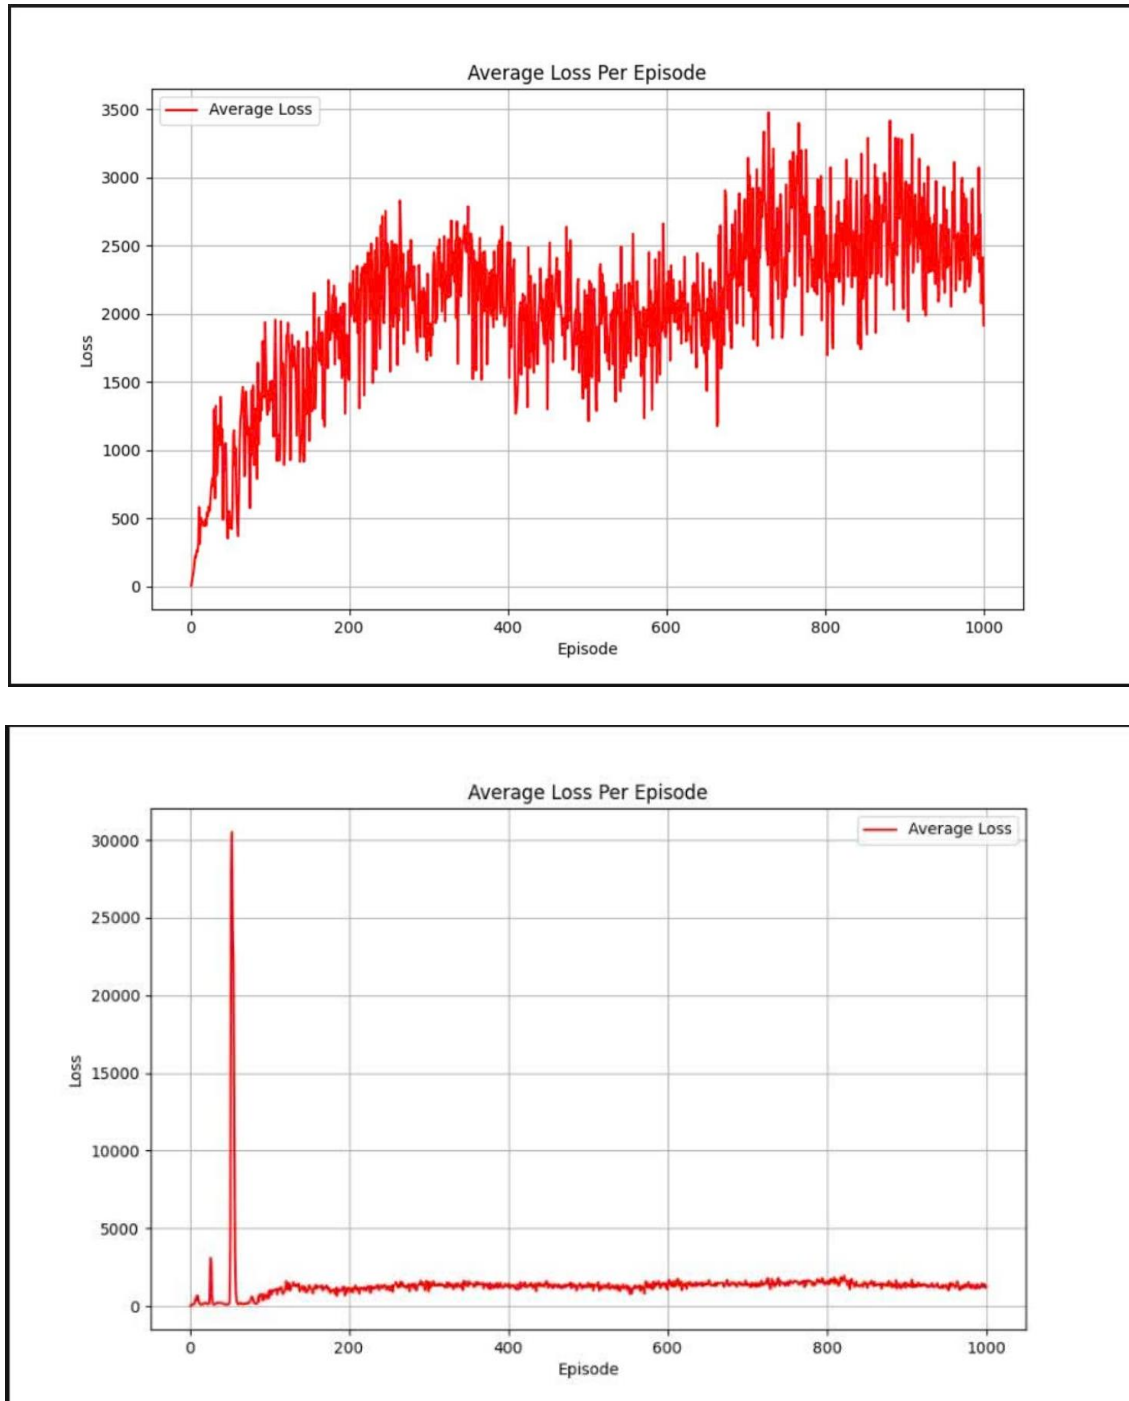 Average Loss Per Episode
Average Loss
3500
3000
2500
2000
1500
1000
500
0
Loss
0 200 400 600 800 1000
Episode
Average Loss Per Episode
Average Loss
30000
25000
20000
15000
10000
5000
0
Loss
0 200 400 600 800 1000
Episode